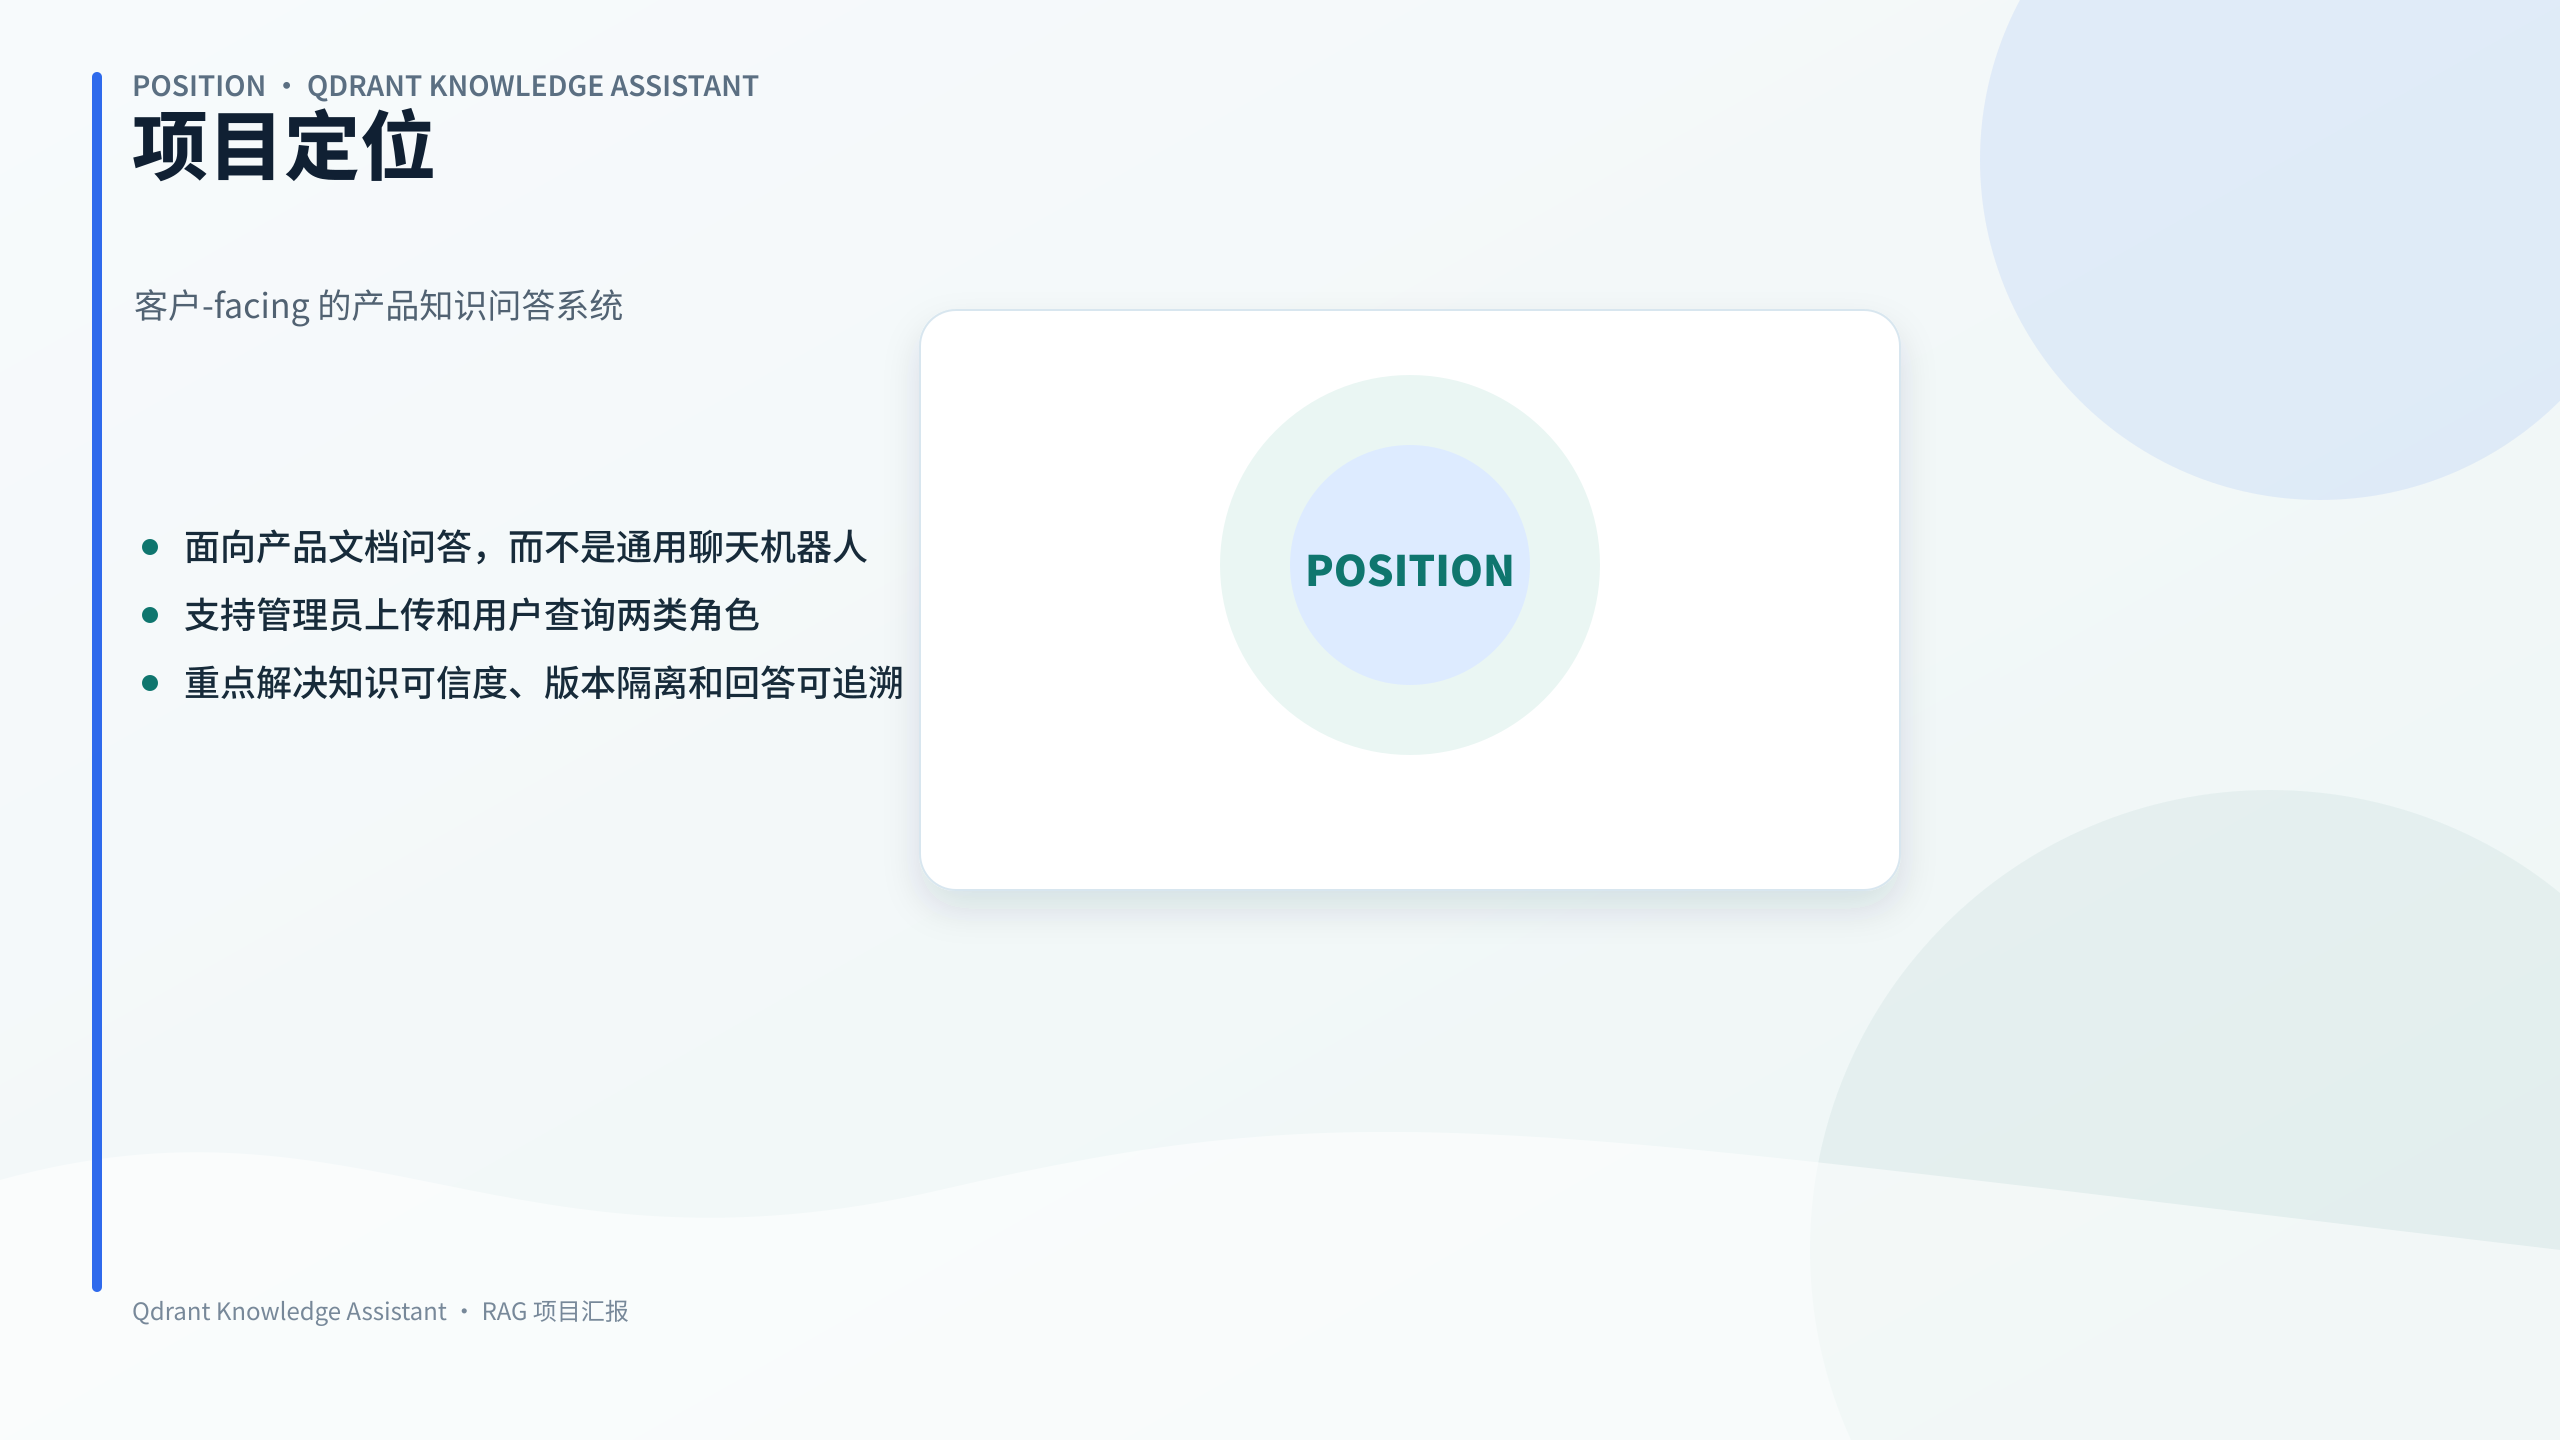 POSITION · QDRANT KNOWLEDGE ASSISTANT
项目定位
客户-facing 的产品知识问答系统
面向产品文档问答，而不是通用聊天机器人
支持管理员上传和用户查询两类角色
重点解决知识可信度、版本隔离和回答可追溯
POSITION
Qdrant Knowledge Assistant · RAG 项目汇报